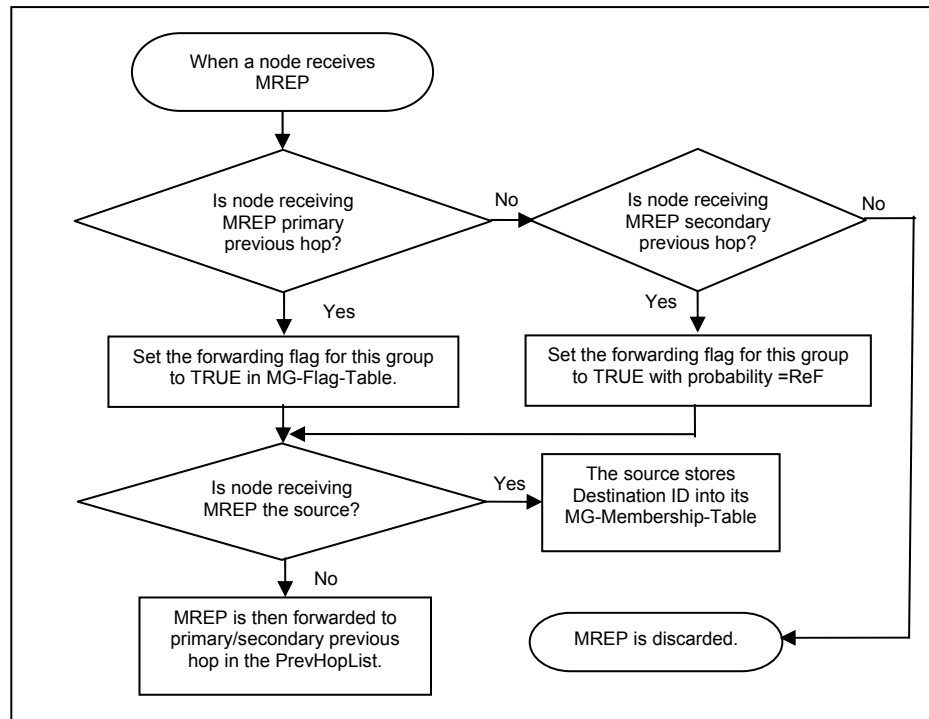 When a node receives
MREP
Is node receiving
MREP primary
previous hop?
No
Is node receiving
MREP secondary
previous hop?
No
Yes
Yes
Set the forwarding flag for this group
to TRUE in MG-Flag-Table.
Set the forwarding flag for this group
to TRUE with probability =ReF
Is node receiving
MREP the source?
Yes
The source stores
Destination ID into its
MG-Membership-Table
No
MREP is then forwarded to
primary/secondary previous
hop in the PrevHopList.
MREP is discarded.